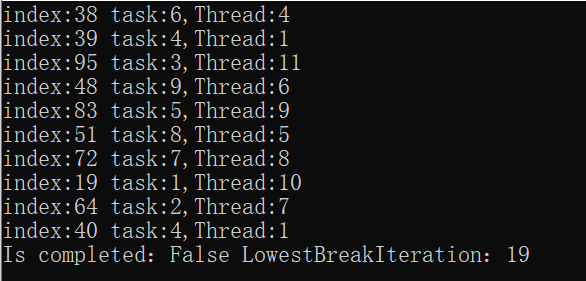 index:38 task:6,Thread:4
index:39 task:4,Thread:1
index:95 task:3,Thread:11
index:48 task:9,Thread:6
index:83 task:5,Thread:9
index:51 task:8,Thread:5
index:72 task:7,Thread:8
index:19 task:1,Thread:10
index:64 task:2,Thread:7
index:40 task:4,Thread:1
Is completed: False LowestBreakIteration: 19